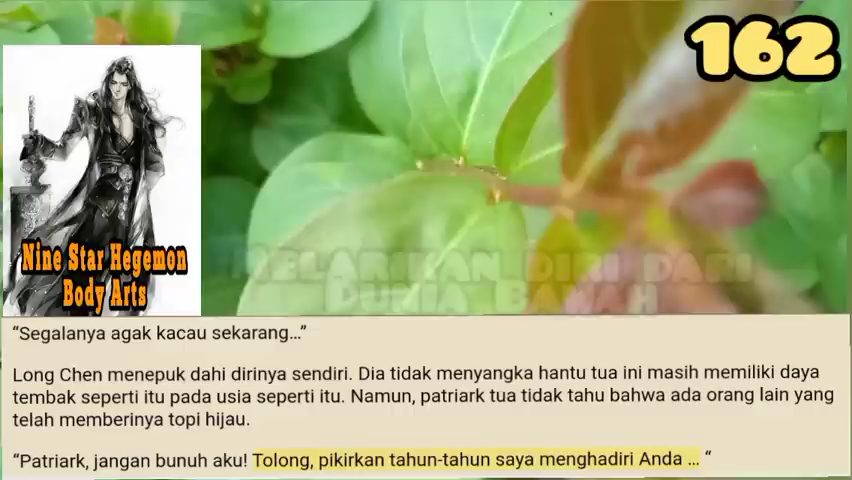 162
Nine Star Hegemon
Body Arts
MELARIKAN DIRI DARI
DUNIA BAWAH
“Segalanya agak kacau sekarang…”
Long Chen menepuk dahi dirinya sendiri. Dia tidak menyangka hantu tua ini masih memiliki daya
tembak seperti itu pada usia seperti itu. Namun, patriark tua tidak tahu bahwa ada orang lain yang
telah memberinya topi hijau.
“Patriark, jangan bunuh aku! Tolong, pikirkan tahun-tahun saya menghadiri Anda … “